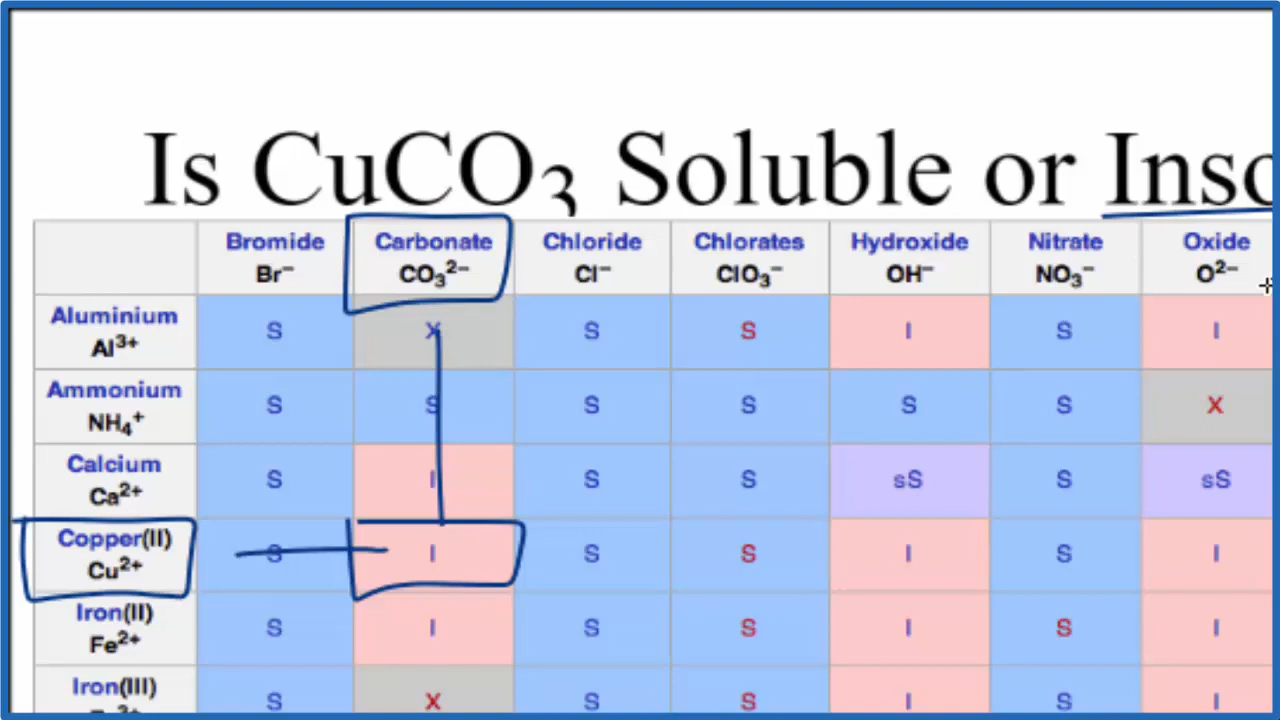 Is CuCO₃ Soluble or Inso
Bromide Carbonate Chloride Chlorates Hydroxide Nitrate Oxide
Br⁻ CO₃²⁻ Cl⁻ ClO₃⁻ OH⁻ NO₃⁻ O²⁻
Aluminium
Al³⁺ S X S S I S I
Ammonium
NH₄⁺ S S S S S S X
Calcium
Ca²⁺ S I S S sS S sS
Copper(II)
Cu²⁺ S I S S I S I
Iron(II)
Fe²⁺ S I S S I S I
Iron(III)
S X S S I S I